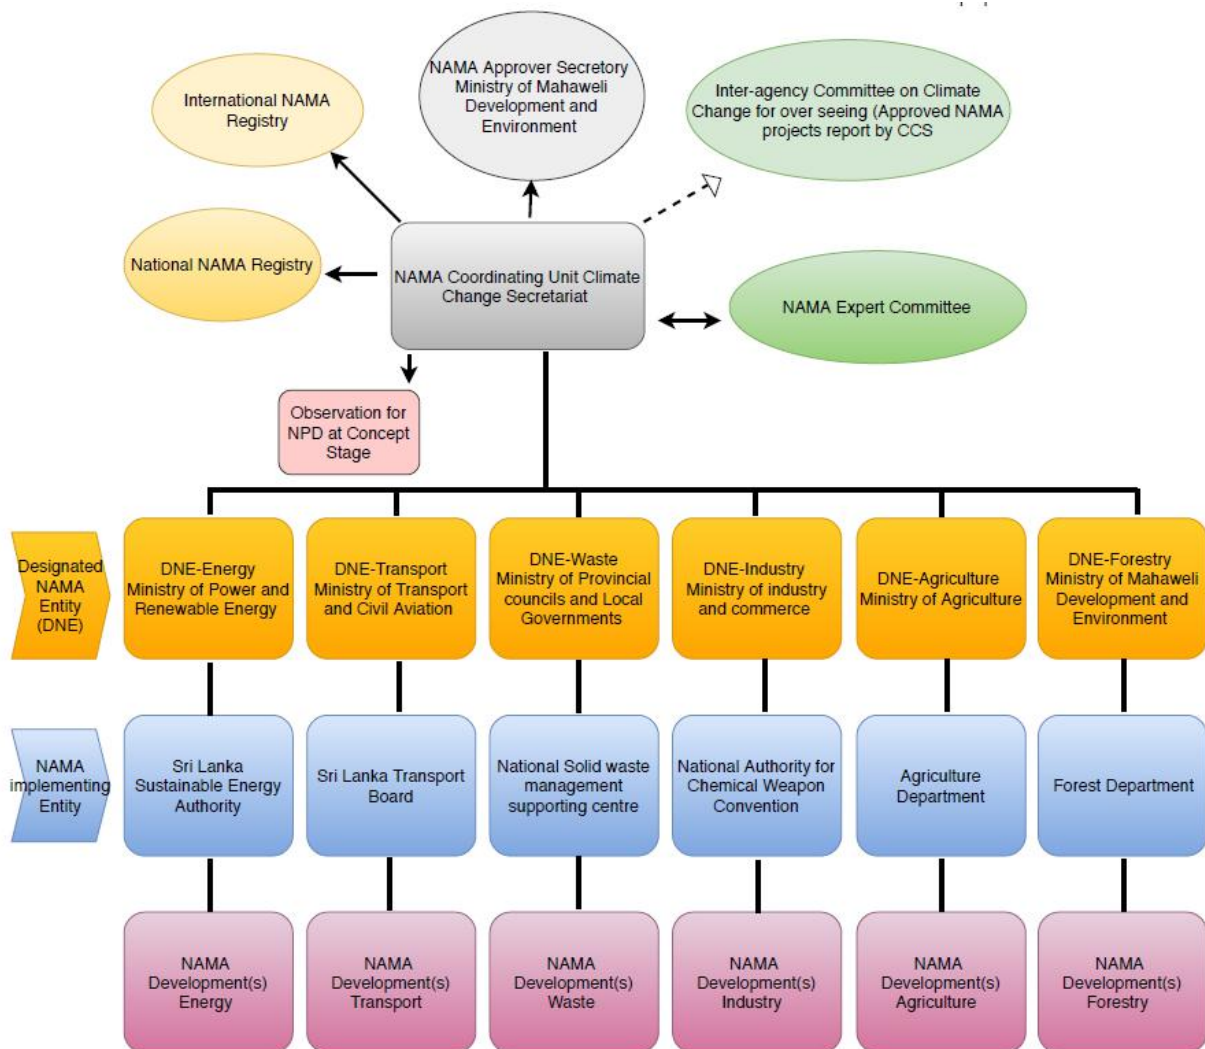 International NAMA
Registry
NAMA Approver Secretory
Ministry of Mahaweli
Development and
Environment
Inter-agency Committee on Climate
Change for over seeing (Approved NAMA
projects report by CCS
National NAMA Registry
NAMA Coordinating Unit Climate
Change Secretariat
NAMA Expert Committee
Observation for
NPD at Concept
Stage
Designated
NAMA
Entity
(DNE)
DNE-Energy
Ministry of Power and
Renewable Energy
DNE-Transport
Ministry of Transport
and Civil Aviation
DNE-Waste
Ministry of Provincial
councils and Local
Governments
DNE-Industry
Ministry of industry
and commerce
DNE-Agriculture
Ministry of Agriculture
DNE-Forestry
Ministry of Mahaweli
Development and
Environment
NAMA
implementing
Entity
Sri Lanka
Sustainable Energy
Authority
Sri Lanka Transport
Board
National Solid waste
management
supporting centre
National Authority for
Chemical Weapon
Convention
Agriculture
Department
Forest Department
NAMA
Development(s)
Energy
NAMA
Development(s)
Transport
NAMA
Development(s)
Waste
NAMA
Development(s)
Industry
NAMA
Development(s)
Agriculture
NAMA
Development(s)
Forestry